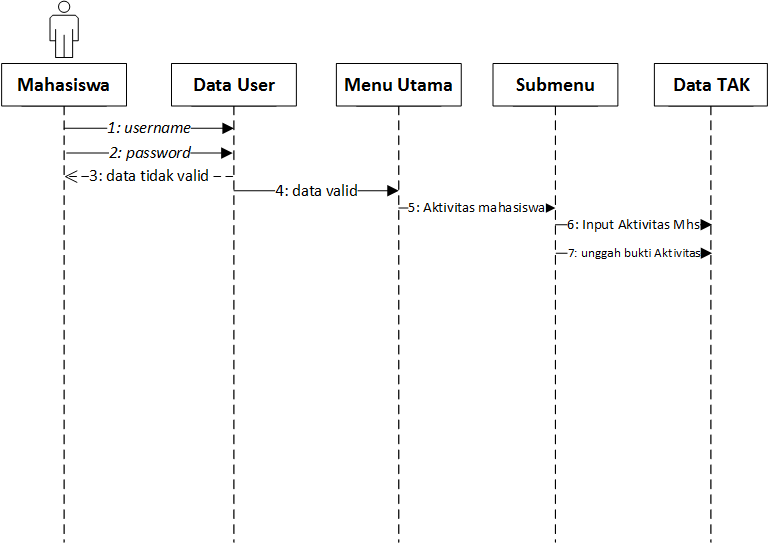 Mahasiswa
Data User
Menu Utama
Submenu
Data TAK
1: username
2: password
3: data tidak valid
4: data valid
5: Aktivitas mahasiswa
6: Input Aktivitas Mhs
7: unggah bukti Aktivitas